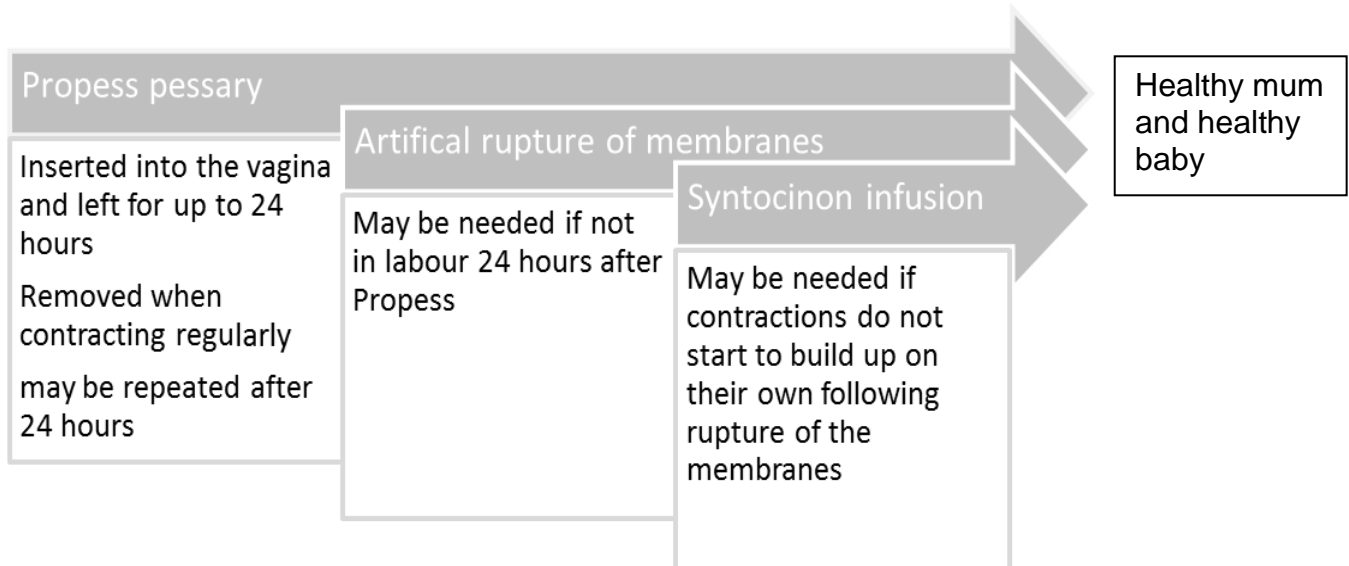 Propess pessary
Inserted into the vagina
and left for up to 24
hours
Removed when
contracting regularly
may be repeated after
24 hours
Artifical rupture of membranes
May be needed if not
in labour 24 hours after
Propess
Syntocinon infusion
May be needed if
contractions do not
start to build up on
their own following
rupture of the
membranes
Healthy mum
and healthy
baby